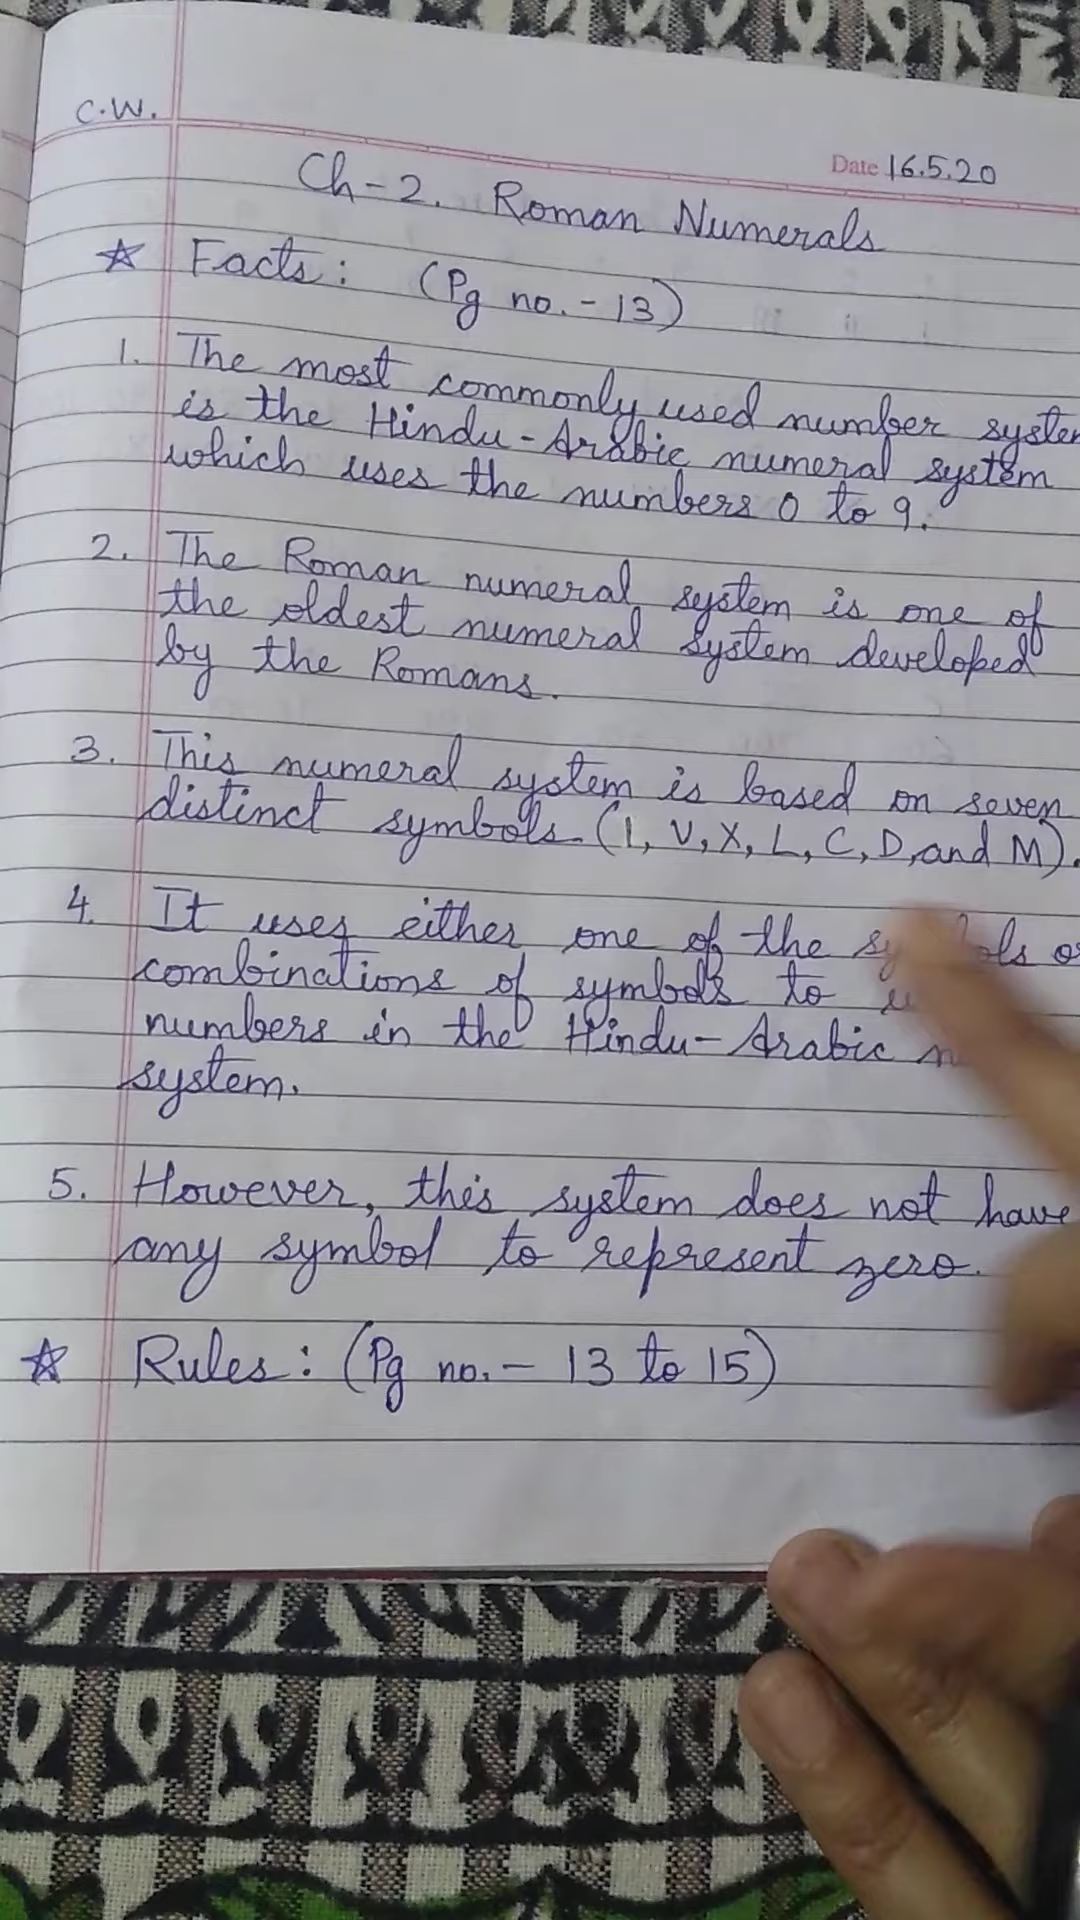 C.W.
Date 16.5.20
Ch-2. Roman Numerals
☆ Facts: (Pg no. - 13)
1. The most commonly used number system
is the Hindu-Arabic numeral system
which uses the numbers 0 to 9.
2. The Roman numeral system is one of
the oldest numeral system developed
by the Romans.
3. This numeral system is based on seven
distinct symbols. (I, V, X, L, C, D, and M).
4. It uses either one of the symbols or
combinations of symbols to
numbers in the Hindu-Arabic
system.
5. However, this system does not have
any symbol to represent zero.
☆ Rules: (Pg no. - 13 to 15)